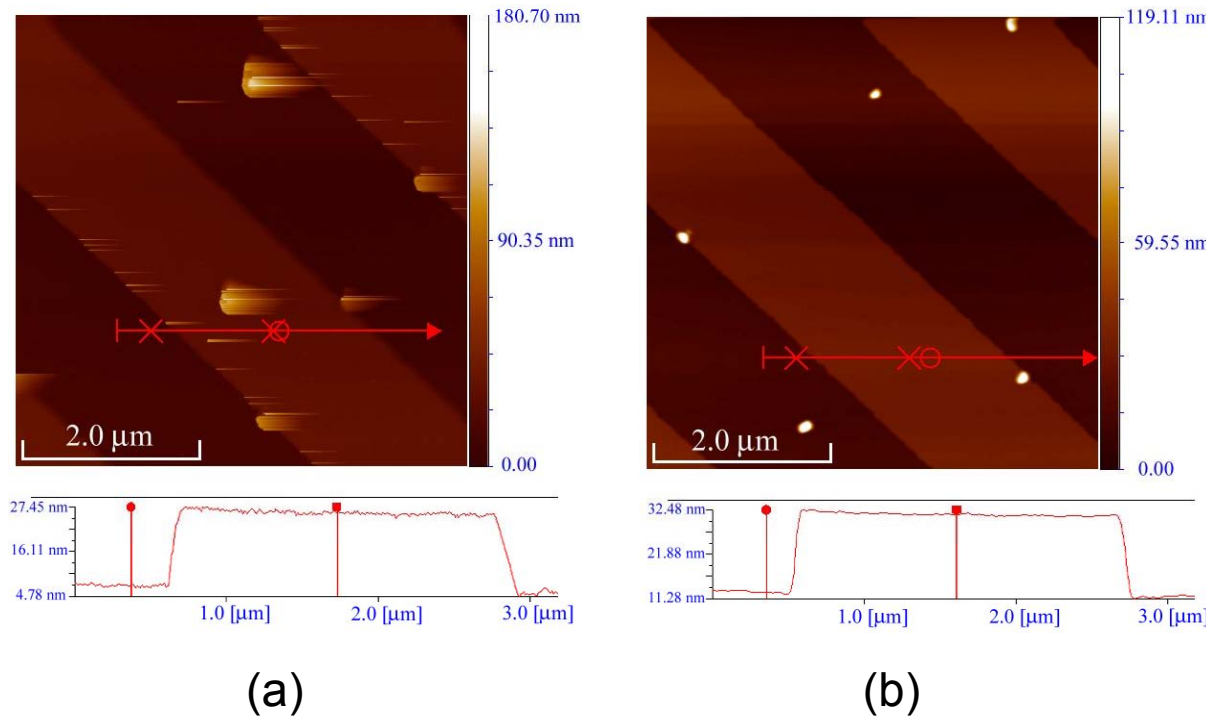 180.70 nm
90.35 nm
0.00
2.0 µm
27.45 nm
16.11 nm
4.78 nm
1.0 [µm]
2.0 [µm]
3.0 [µm]
(a)
119.11 nm
59.55 nm
0.00
2.0 µm
32.48 nm
21.88 nm
11.28 nm
1.0 [µm]
2.0 [µm]
3.0 [µm]
(b)